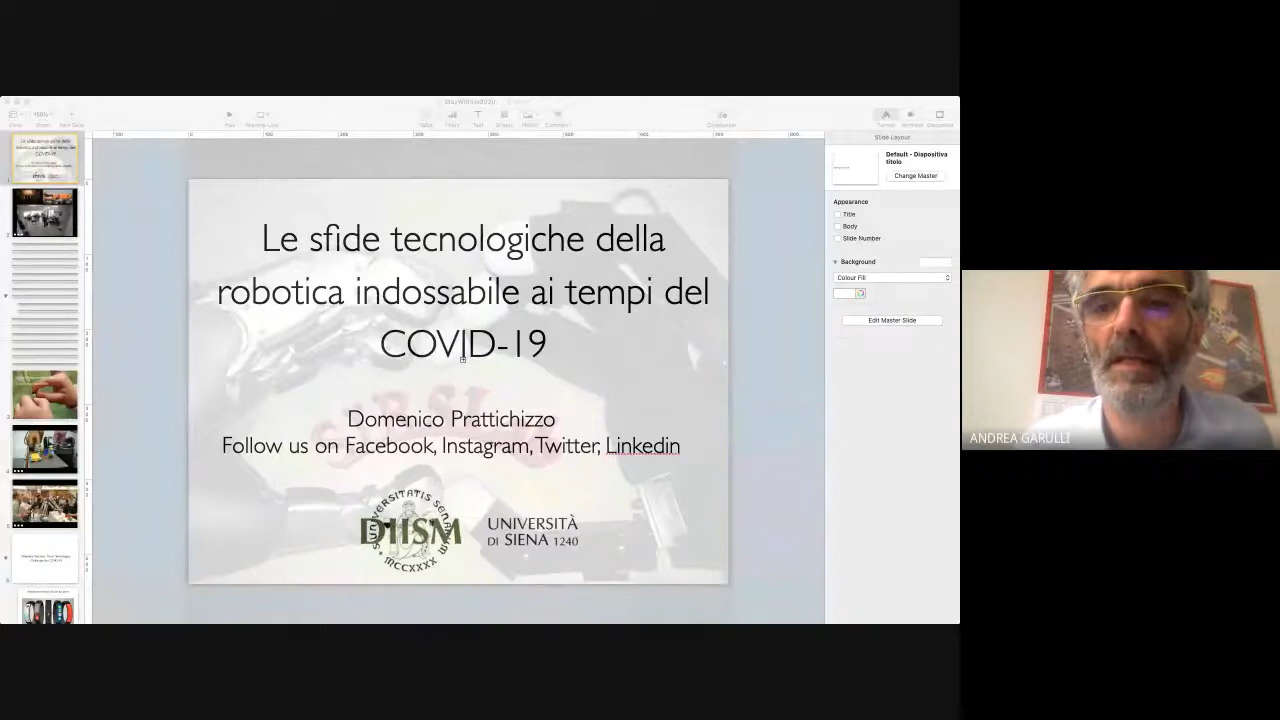 Le sfide tecnologiche della
robotica indossabile ai tempi del
COVID-19
Domenico Prattichizzo
Follow us on Facebook, Instagram, Twitter, Linkedin
DIISM
UNIVERSITÀ
DI SIENA 1240
Slide Layout
Default - Diapositiva
titolo
Change Master
Appearance
Title
Body
Slide Number
Background
Colour Fill
Edit Master Slide
ANDREA GARULLI